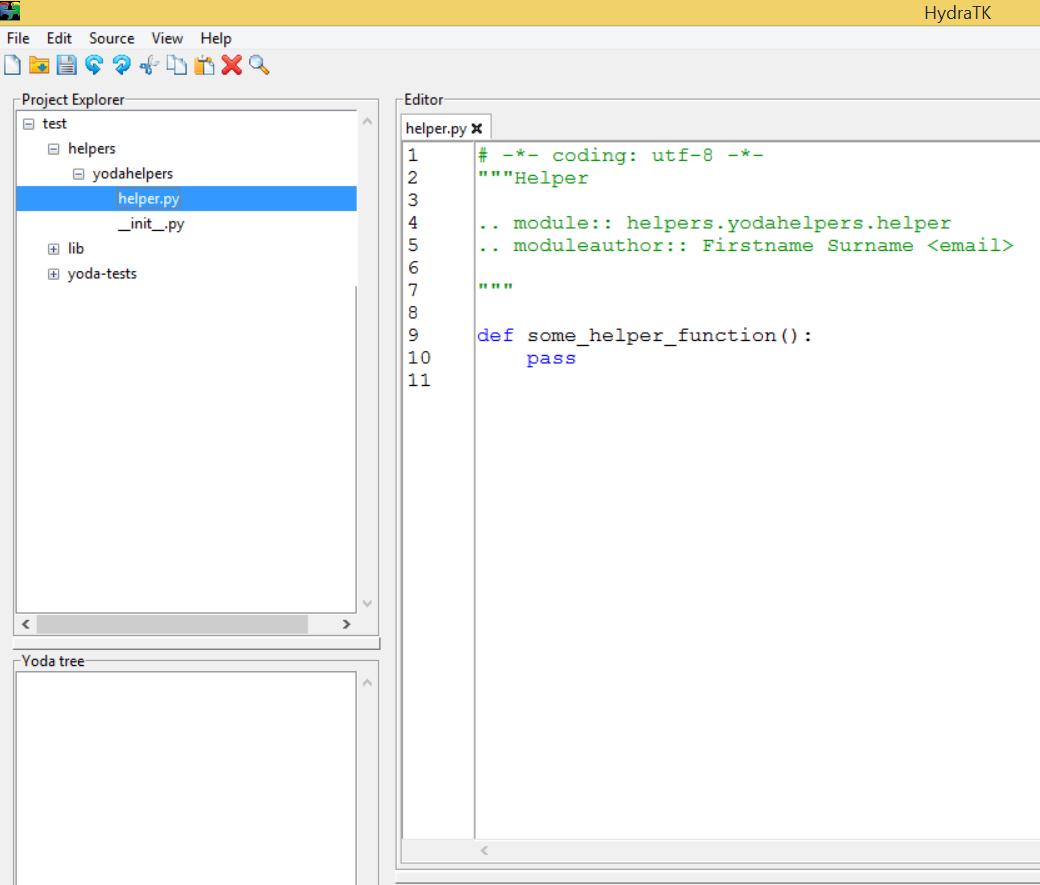 HydraTK
File Edit Source View Help
Project Explorer
test
helpers
yodahelpers
helper.py
__init__.py
lib
yoda-tests
Yoda tree
Editor
helper.py
1 # -*- coding: utf-8 -*-
2 """Helper
3
4 .. module:: helpers.yodahelpers.helper
5 .. moduleauthor:: Firstname Surname <email>
6
7 """
8
9 def some_helper_function():
10     pass
11